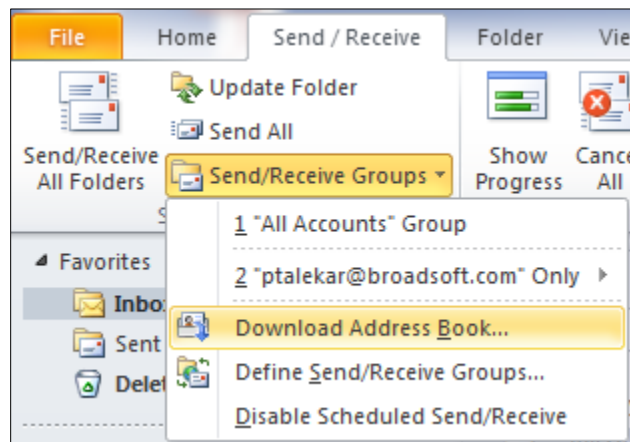 File Home Send / Receive Folder
Update Folder
Send All
Send/Receive
All Folders
Send/Receive Groups
Show
Progress
All
1 "All Accounts" Group
2 "ptalekar@broadsoft.com" Only
Download Address Book...
Define Send/Receive Groups...
Disable Scheduled Send/Receive
Favorites
Sent